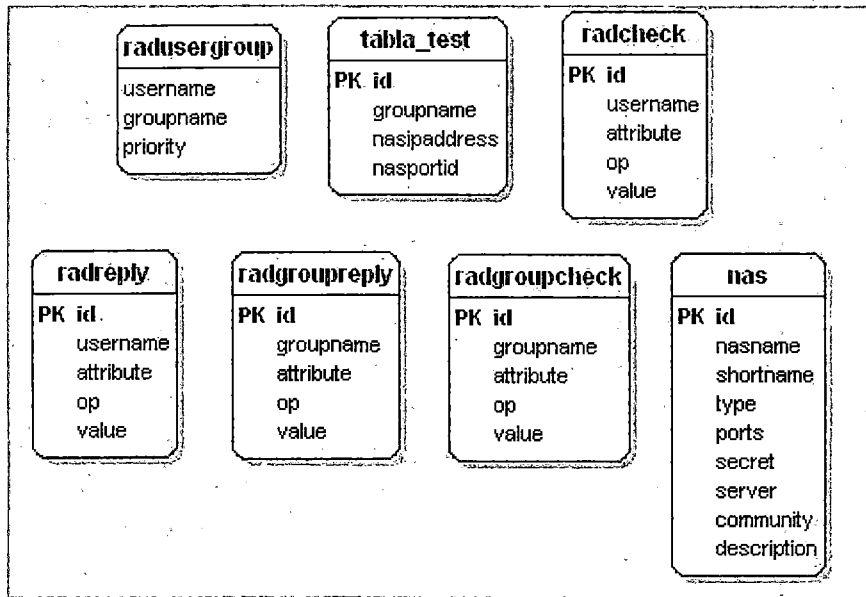 radusergroup
username
groupname
priority
tabla_test
PK id
groupname
nasipaddress
nasportid
radcheck
PK id
username
attribute
op
value
radreply
PK id
username
attribute
op
value
radgroupreply
PK id
groupname
attribute
op
value
radgroupcheck
PK id
groupname
attribute
op
value
nas
PK id
nasname
shortname
type
ports
secret
server
community
description